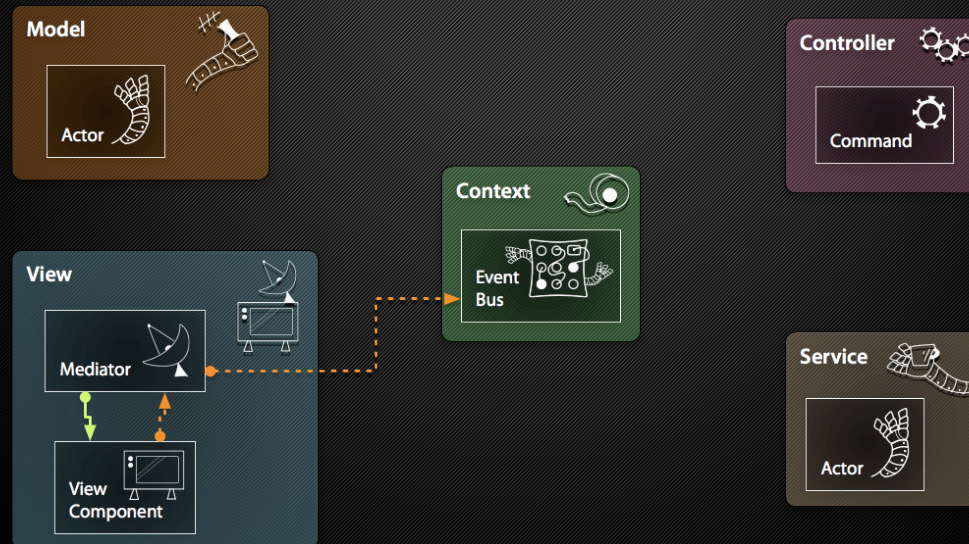 Model
Actor
Controller
Command
Context
Event
Bus
View
Mediator
View
Component
Service
Actor